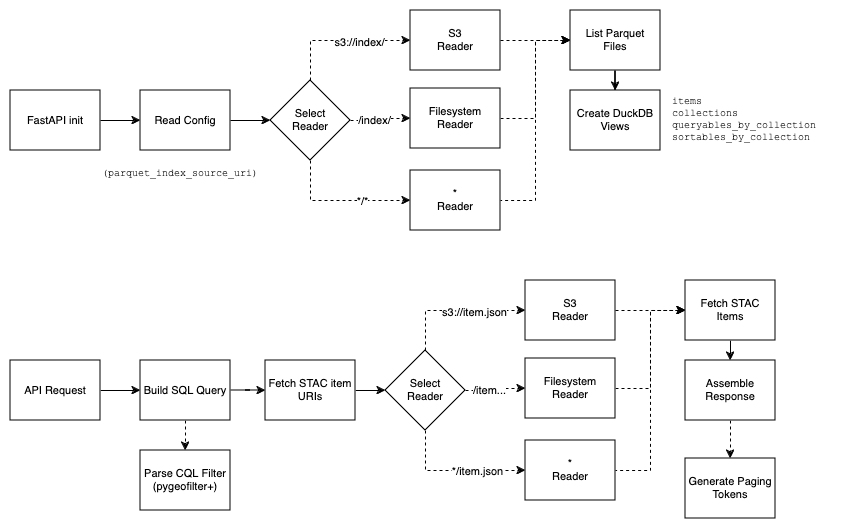 FastAPI init
Read Config
(parquet_index_source_uri)
Select
Reader
s3://index/
/index/
*/*
S3
Reader
Filesystem
Reader
*
Reader
List Parquet
Files
Create DuckDB
Views
items
collections
queryables_by_collection
sortables_by_collection
API Request
Build SQL Query
Parse CQL Filter
(pygeofilter+)
Fetch STAC item
URIs
Select
Reader
s3://item.json
/item...
*/item.json
S3
Reader
Filesystem
Reader
*
Reader
Fetch STAC
Items
Assemble
Response
Generate Paging
Tokens